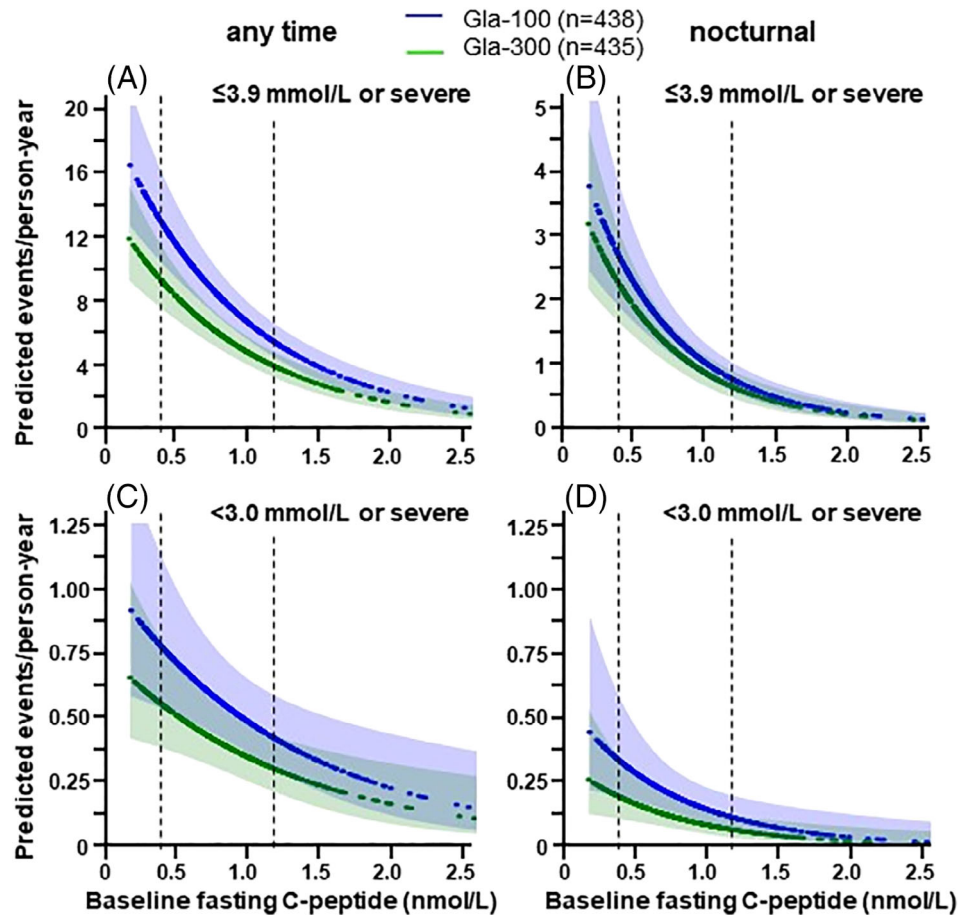 any time
Gla-100 (n=438)
Gla-300 (n=435)
nocturnal
(A)
≤3.9 mmol/L or severe
Predicted events/person-year
20
16
12
8
4
0
0 0.5 1.0 1.5 2.0 2.5
(B)
≤3.9 mmol/L or severe
5
4
3
2
1
0
0 0.5 1.0 1.5 2.0 2.5
(C)
<3.0 mmol/L or severe
Predicted events/person-year
1.25
1.00
0.75
0.50
0.25
0
0 0.5 1.0 1.5 2.0 2.5
Baseline fasting C-peptide (nmol/L)
(D)
<3.0 mmol/L or severe
1.25
1.00
0.75
0.50
0.25
0
0 0.5 1.0 1.5 2.0 2.5
Baseline fasting C-peptide (nmol/L)